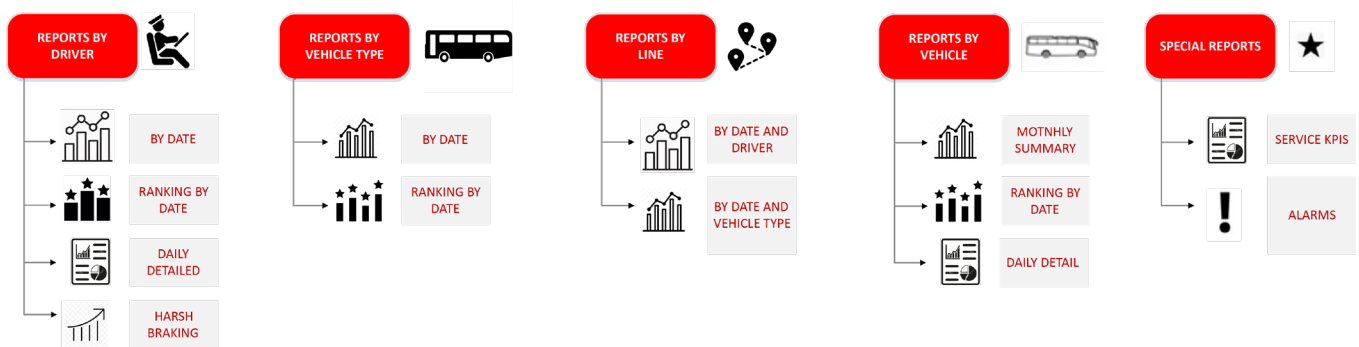 REPORTS BY
DRIVER
BY DATE
RANKING BY
DATE
DAILY
DETAILED
HARSH
BRAKING
REPORTS BY
VEHICLE TYPE
BY DATE
RANKING BY
DATE
REPORTS BY
LINE
BY DATE AND
DRIVER
BY DATE AND
VEHICLE TYPE
REPORTS BY
VEHICLE
MOTNHLY
SUMMARY
RANKING BY
DATE
DAILY DETAIL
SPECIAL REPORTS
SERVICE KPIS
ALARMS